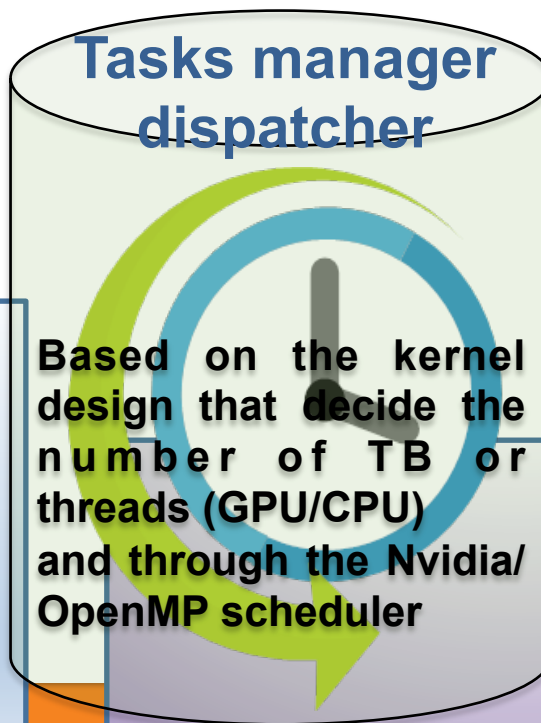 Tasks manager
dispatcher
Based on the kernel
design that decide the
number of TB or
threads (GPU/CPU)
and through the Nvidia/
OpenMP scheduler